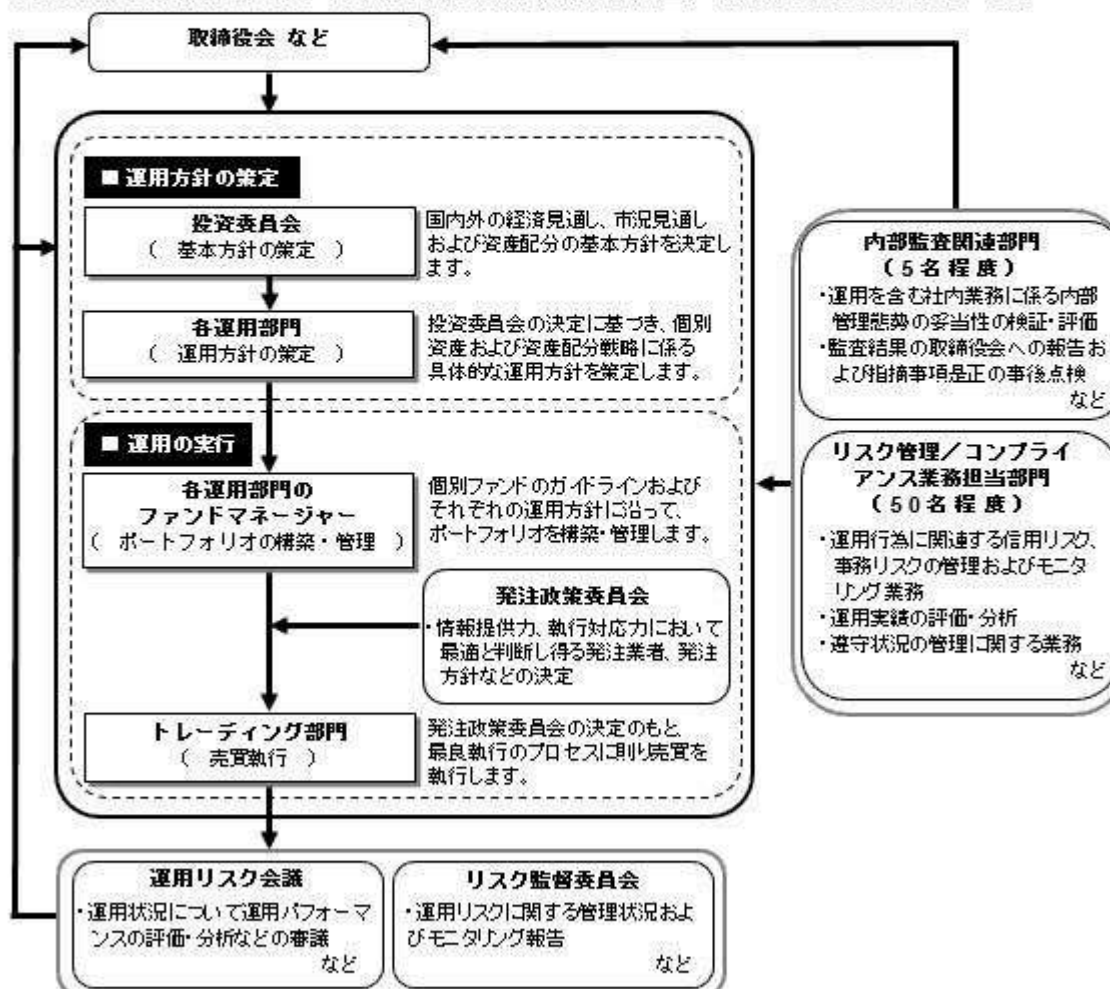 取締役会 など
■ 運用方針の策定
投資委員会
（ 基本方針の策定 ）
国内外の経済見通し、市況見通し
および資産配分の基本方針を決定し
ます。
各運用部門
（ 運用方針の策定 ）
投資委員会の決定に基づき、個別
資産および資産配分戦略に係る
具体的な運用方針を策定します。
■ 運用の実行
各運用部門の
ファンドマネージャー
（ ポートフォリオの構築・管理 ）
個別ファンドのガイドラインおよび
それぞれの運用方針に沿って、
ポートフォリオを構築・管理します。
発注政策委員会
・情報提供力、執行対応力において
最適と判断し得る発注業者、発注
方針などの決定
トレーディング部門
（ 売買執行 ）
発注政策委員会の決定のもと
最良執行のプロセスに則り売買を
執行します。
運用リスク会議
・運用状況について運用パフォーマ
ンスの評価・分析などの審議
など
リスク監督委員会
・運用リスクに関する管理状況およ
びモニタリング報告
など
内部監査関連部門
（５名程度）
・運用を含む社内業務に係る内部
管理態勢の妥当性の検証・評価
・監査結果の取締役会への報告お
よび指摘事項是正の事後点検
など
リスク管理／コンプライ
アンス業務担当部門
（５０名程度）
・運用行為に関連する信用リスク、
事務リスクの管理およびモニタ
リング業務
・運用実績の評価・分析
・遵守状況の管理に関する業務
など